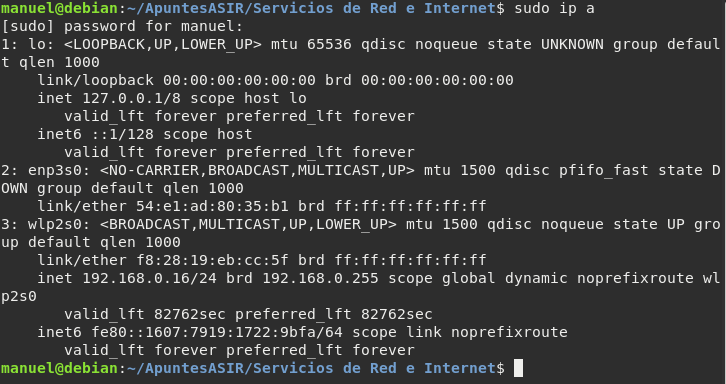 manuel@debian:~/ApuntesASIR/Servicios de Red e Internet$ sudo ip a
[sudo] password for manuel:
1: lo: <LOOPBACK,UP,LOWER_UP> mtu 65536 qdisc noqueue state UNKNOWN group defaul
t qlen 1000
    link/loopback 00:00:00:00:00:00 brd 00:00:00:00:00:00
    inet 127.0.0.1/8 scope host lo
       valid_lft forever preferred_lft forever
    inet6 ::1/128 scope host
       valid_lft forever preferred_lft forever
2: enp3s0: <NO-CARRIER,BROADCAST,MULTICAST,UP> mtu 1500 qdisc pfifo_fast state D
OWN group default qlen 1000
    link/ether 54:e1:ad:80:35:b1 brd ff:ff:ff:ff:ff:ff
3: wlp2s0: <BROADCAST,MULTICAST,UP,LOWER_UP> mtu 1500 qdisc noqueue state UP gro
up default qlen 1000
    link/ether f8:28:19:eb:cc:5f brd ff:ff:ff:ff:ff:ff
    inet 192.168.0.16/24 brd 192.168.0.255 scope global dynamic noprefixroute wl
p2s0
       valid_lft 82762sec preferred_lft 82762sec
    inet6 fe80::1607:7919:1722:9bfa/64 scope link noprefixroute
       valid_lft forever preferred_lft forever
manuel@debian:~/ApuntesASIR/Servicios de Red e Internet$